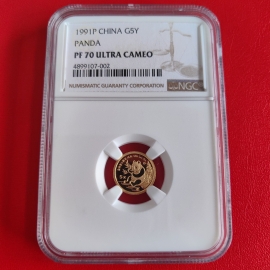 1991P CHINA G5Y
PANDA
PF 70 ULTRA CAMEO
4899107-002
NUMISMATIC GUARANTY CORPORATION
NGC